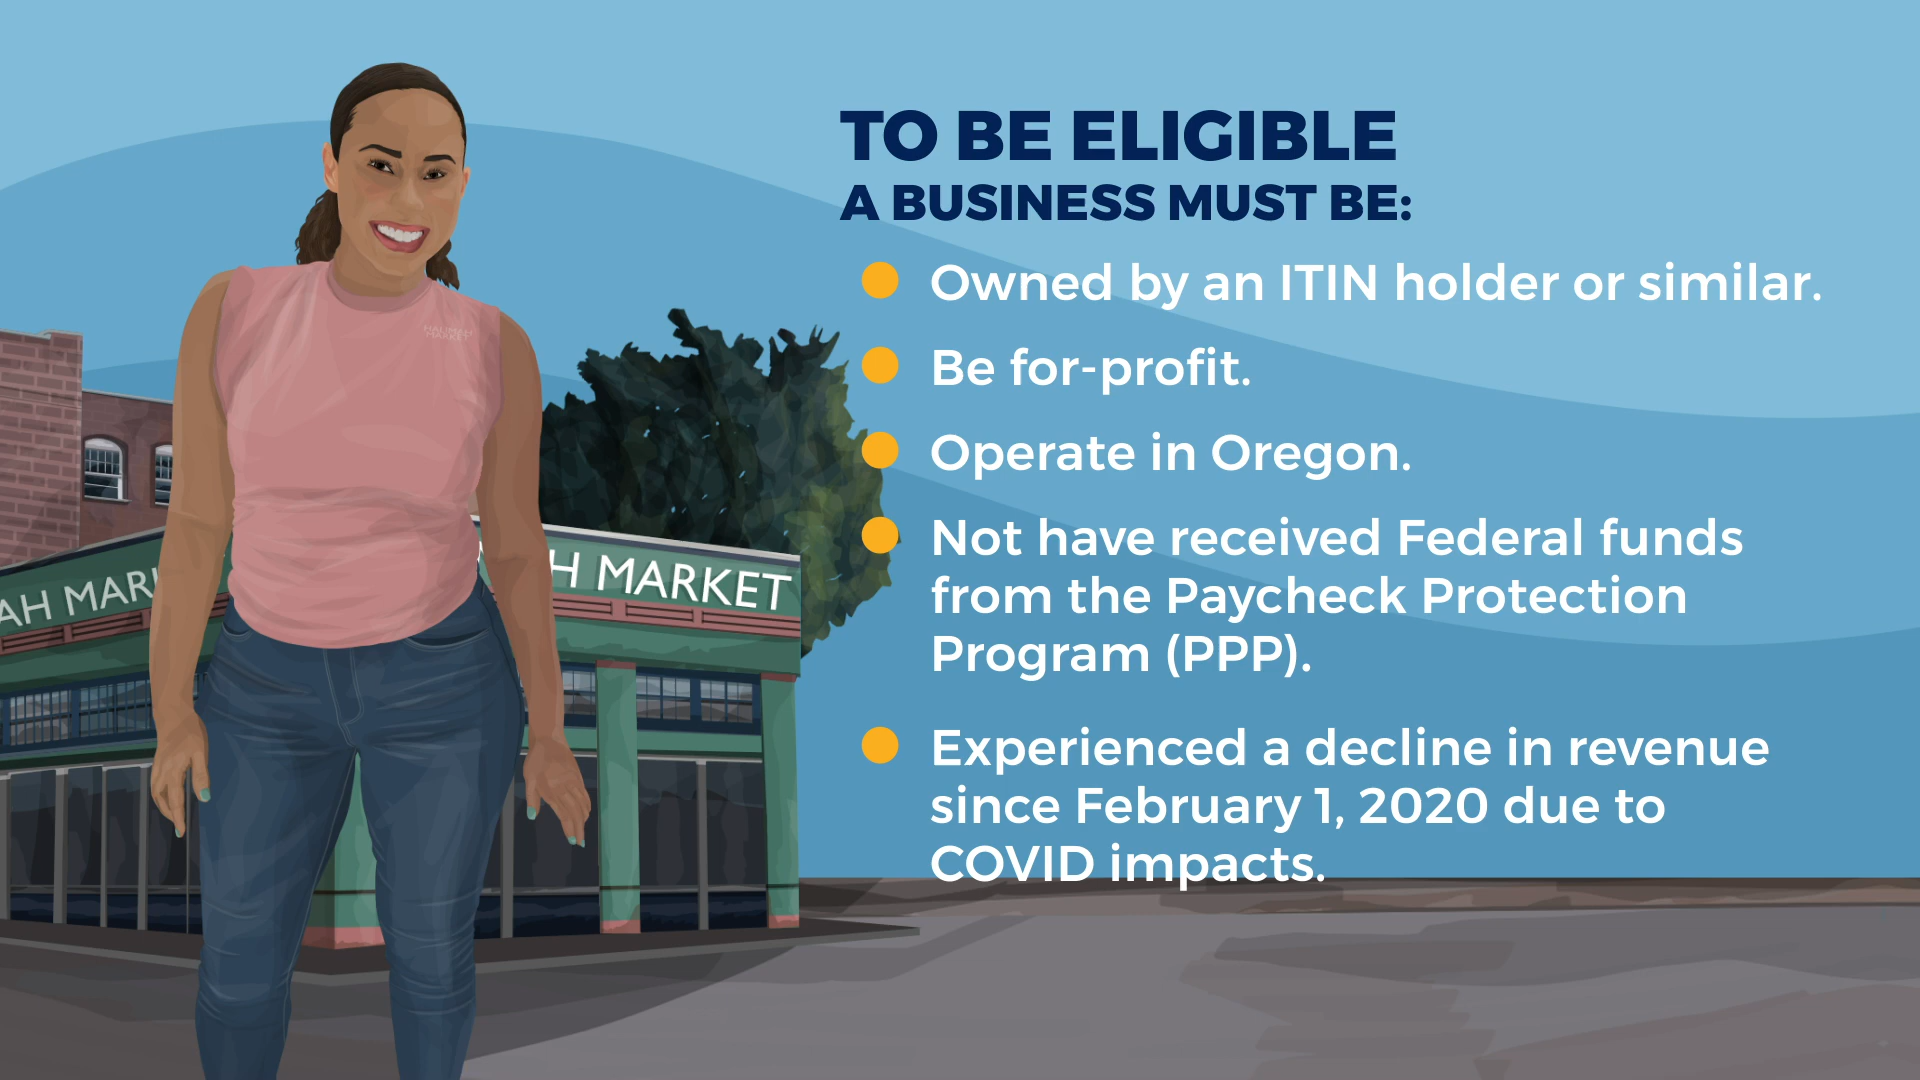 TO BE ELIGIBLE
A BUSINESS MUST BE:
Owned by an ITIN holder or similar.
Be for-profit.
Operate in Oregon.
Not have received Federal funds
from the Paycheck Protection
Program (PPP).
Experienced a decline in revenue
since February 1, 2020 due to
COVID impacts.
MARKET
AH MAR
H MARKET